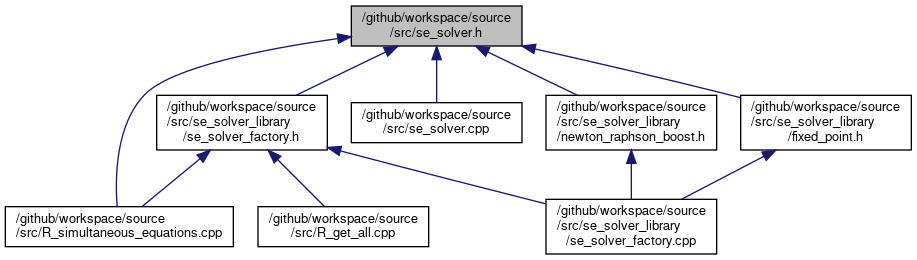 /github/workspace/source
/src/se_solver.h
/github/workspace/source
/src/se_solver_library
/se_solver_factory.h
/github/workspace/source
/src/se_solver.cpp
/github/workspace/source
/src/se_solver_library
/newton_raphson_boost.h
/github/workspace/source
/src/se_solver_library
/fixed_point.h
/github/workspace/source
/src/R_simultaneous_equations.cpp
/github/workspace/source
/src/R_get_all.cpp
/github/workspace/source
/src/se_solver_library
/se_solver_factory.cpp